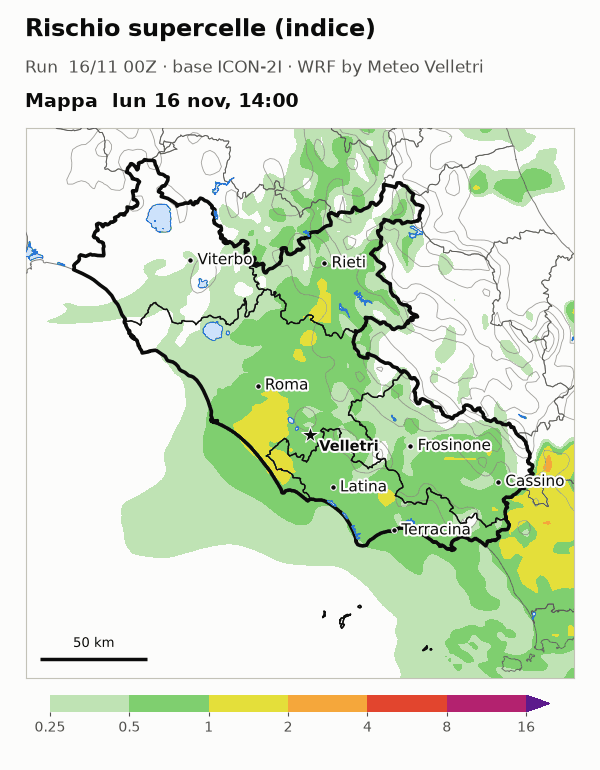 Rischio supercelle (indice)
Run  16/11 00Z · base ICON-2I · WRF by Meteo Velletri
Mappa  lun 16 nov, 14:00
Viterbo
Rieti
Roma
Velletri
Frosinone
Cassino
Latina
Terracina
50 km
0.25 0.5 1 2 4 8 16